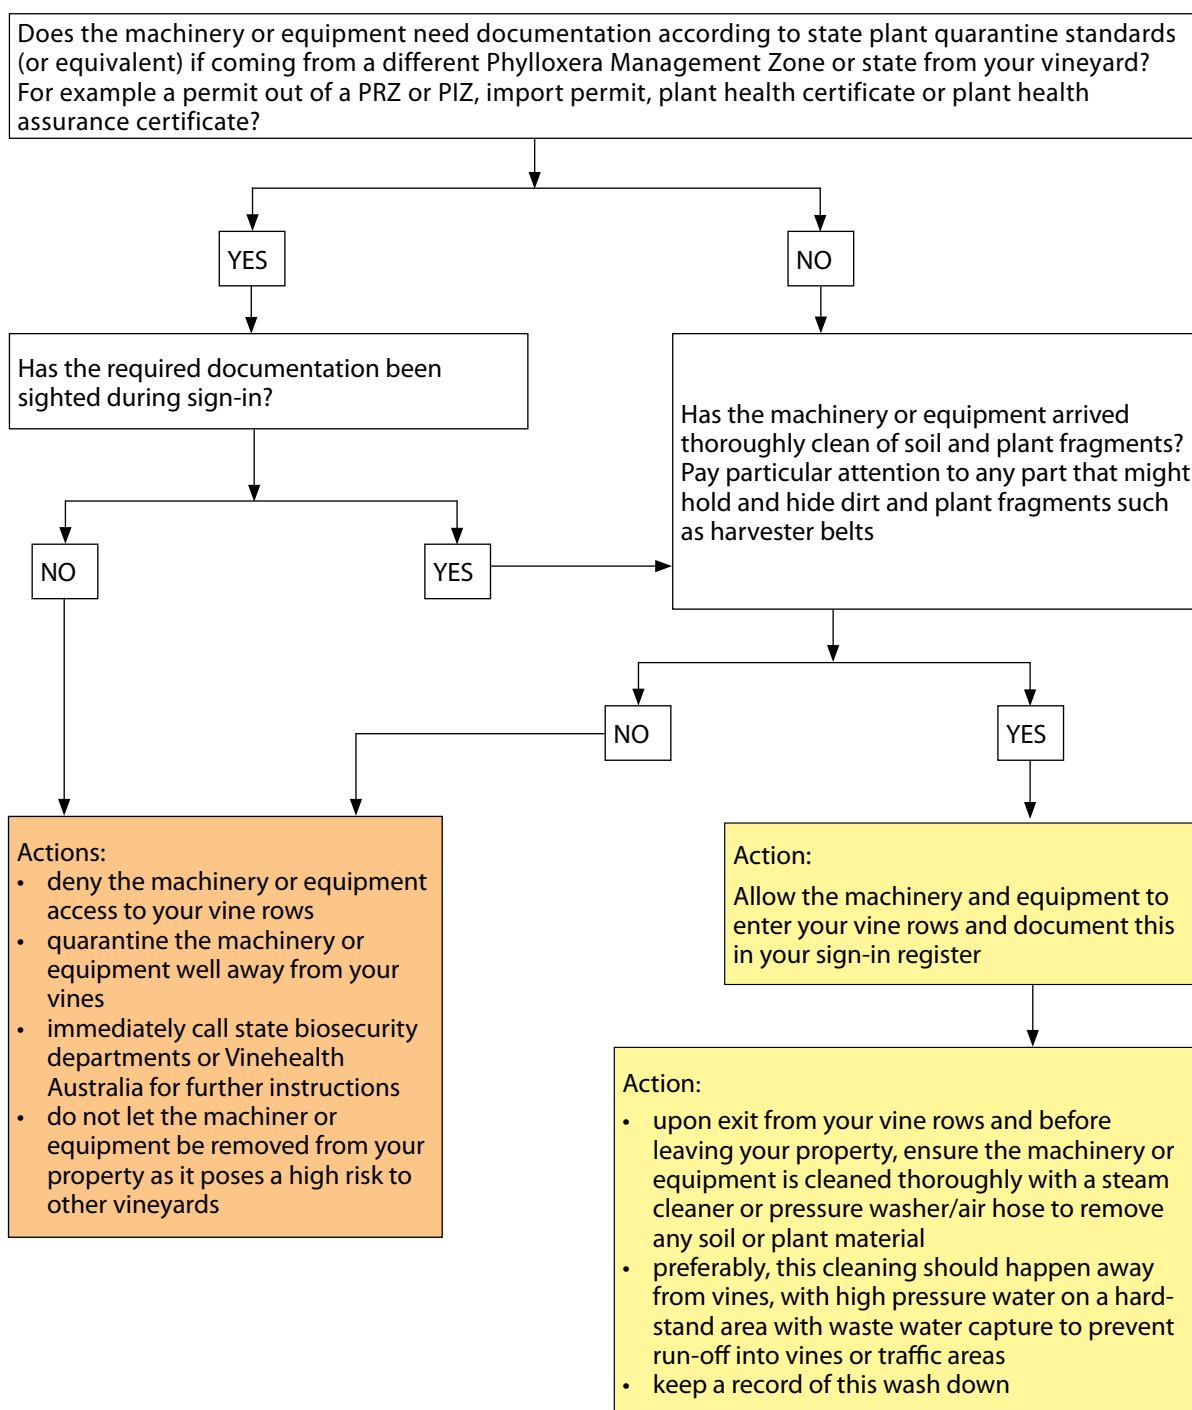 Does the machinery or equipment need documentation according to state plant quarantine standards
(or equivalent) if coming from a different Phylloxera Management Zone or state from your vineyard?
For example a permit out of a PRZ or PIZ, import permit, plant health certificate or plant health
assurance certificate?
YES
NO
Has the required documentation been
sighted during sign-in?
Has the machinery or equipment arrived
thoroughly clean of soil and plant fragments?
Pay particular attention to any part that might
hold and hide dirt and plant fragments such
as harvester belts
NO
YES
NO
YES
Actions:
• deny the machinery or equipment
access to your vine rows
• quarantine the machinery or
equipment well away from your
vines
• immediately call state biosecurity
departments or Vinehealth
Australia for further instructions
• do not let the machiner or
equipment be removed from your
property as it poses a high risk to
other vineyards
Action:
Allow the machinery and equipment to
enter your vine rows and document this
in your sign-in register
Action:
• upon exit from your vine rows and before
leaving your property, ensure the machinery or
equipment is cleaned thoroughly with a steam
cleaner or pressure washer/air hose to remove
any soil or plant material
• preferably, this cleaning should happen away
from vines, with high pressure water on a hard-
stand area with waste water capture to prevent
run-off into vines or traffic areas
• keep a record of this wash down